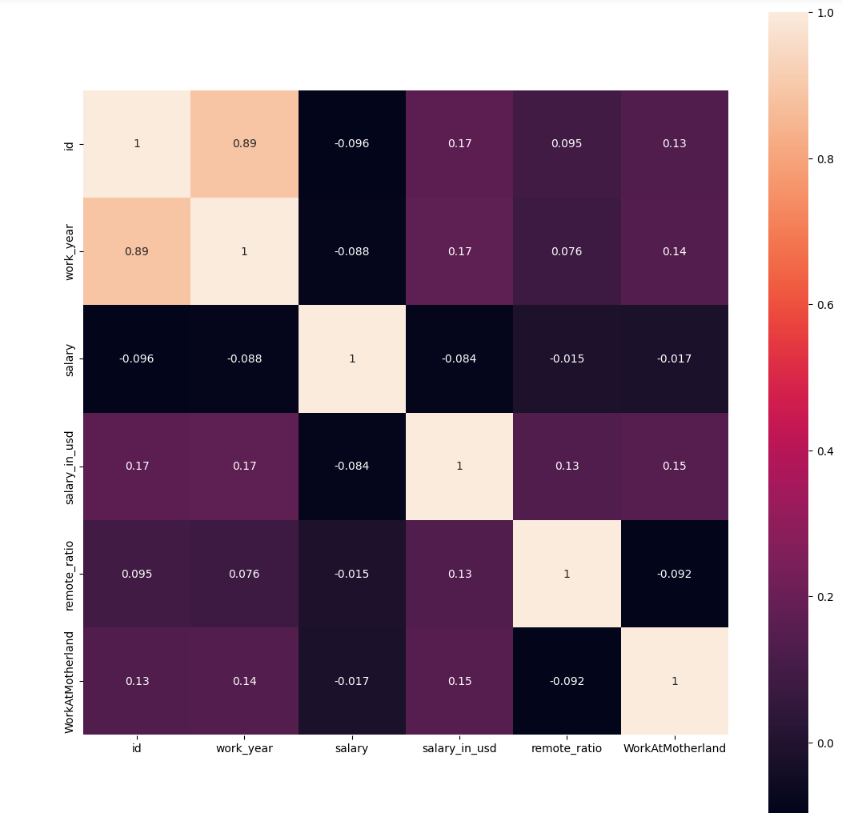 1.0
id 1 0.89 -0.096 0.17 0.095 0.13
0.8
work_year 0.89 1 -0.088 0.17 0.076 0.14
0.6
salary -0.096 -0.088 1 -0.084 -0.015 -0.017
0.4
salary_in_usd 0.17 0.17 -0.084 1 0.13 0.15
remote_ratio 0.095 0.076 -0.015 0.13 1 -0.092
0.2
WorkAtMotherland 0.13 0.14 -0.017 0.15 -0.092 1
0.0
id work_year salary salary_in_usd remote_ratio WorkAtMotherland